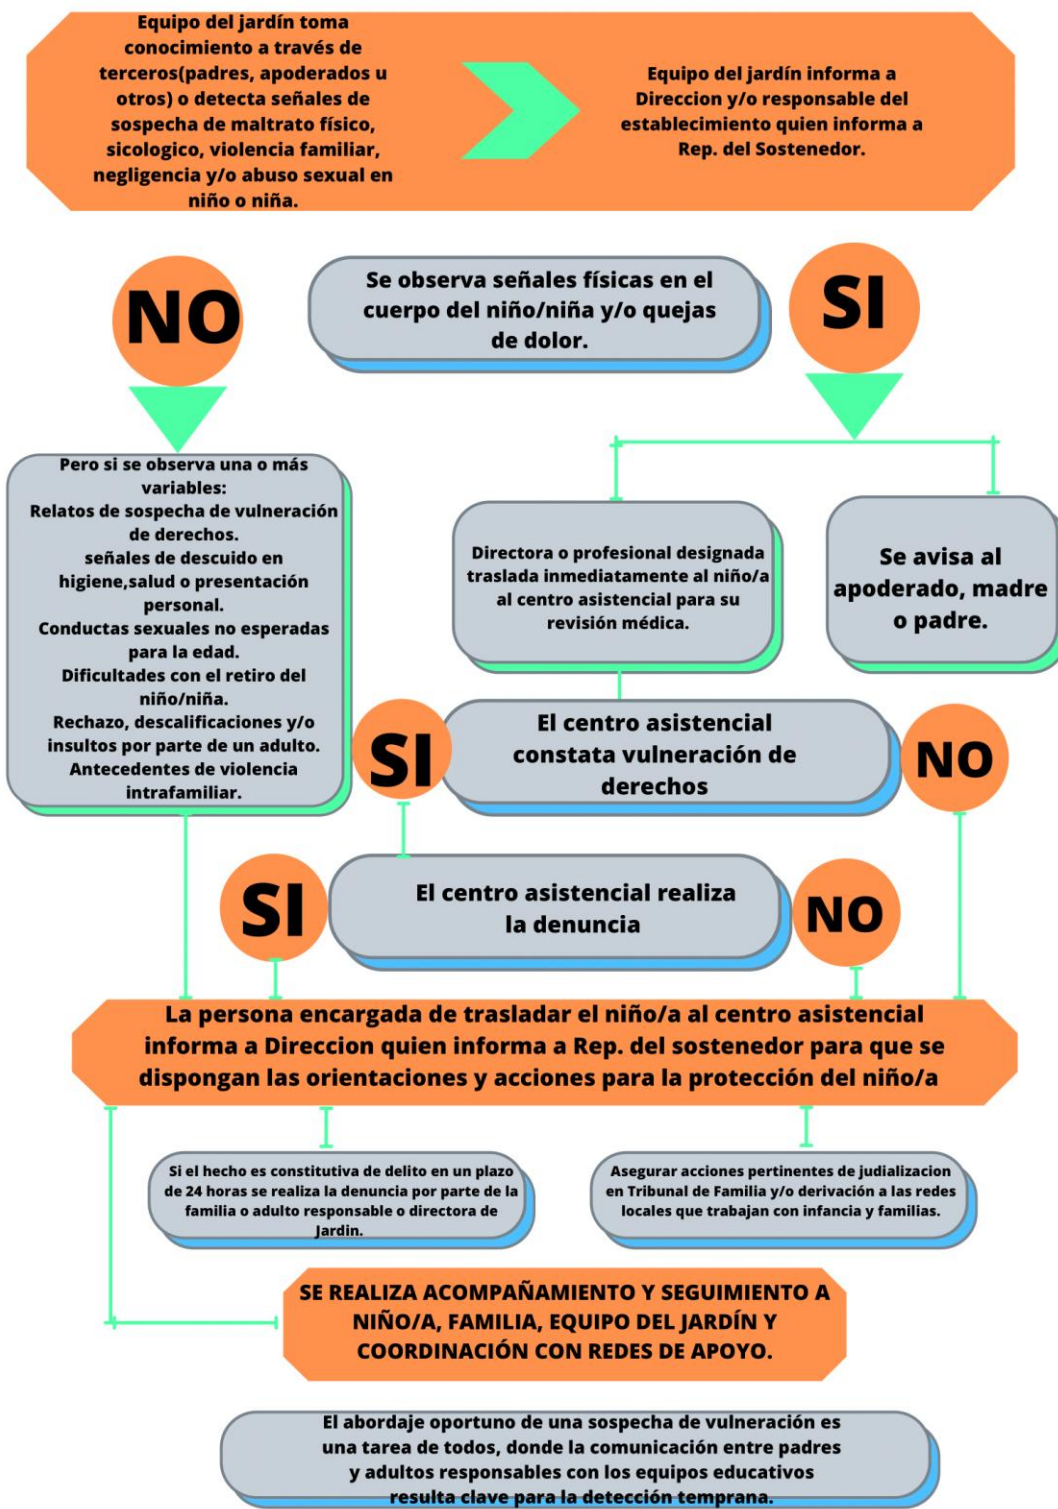 Equipo del jardín toma
conocimiento a través de
terceros(padres, apoderados u
otros) o detecta señales de
sospecha de maltrato físico,
sicologico, violencia familiar,
negligencia y/o abuso sexual en
niño o niña.
Equipo del jardín informa a
Direccion y/o responsable del
establecimiento quien informa a
Rep. del Sostenedor.
NO
Se observa señales físicas en el
cuerpo del niño/niña y/o quejas
de dolor.
SI
Pero si se observa una o más
variables:
Relatos de sospecha de vulneración
de derechos.
señales de descuido en
higiene,salud o presentación
personal.
Conductas sexuales no esperadas
para la edad.
Dificultades con el retiro del
niño/niña.
Rechazo, descalificaciones y/o
insultos por parte de un adulto.
Antecedentes de violencia
intrafamiliar.
Directora o profesional designada
traslada inmediatamente al niño/a
al centro asistencial para su
revisión médica.
Se avisa al
apoderado, madre
o padre.
SI
El centro asistencial
constata vulneración de
derechos
NO
SI
El centro asistencial realiza
la denuncia
NO
La persona encargada de trasladar el niño/a al centro asistencial
informa a Direccion quien informa a Rep. del sostenedor para que se
dispongan las orientaciones y acciones para la protección del niño/a
Si el hecho es constitutiva de delito en un plazo
de 24 horas se realiza la denuncia por parte de la
familia o adulto responsable o directora de
Jardin.
Asegurar acciones pertinentes de judializacion
en Tribunal de Familia y/o derivación a las redes
locales que trabajan con infancia y familias.
SE REALIZA ACOMPAÑAMIENTO Y SEGUIMIENTO A
NIÑO/A, FAMILIA, EQUIPO DEL JARDÍN Y
COORDINACIÓN CON REDES DE APOYO.
El abordaje oportuno de una sospecha de vulneración es
una tarea de todos, donde la comunicación entre padres
y adultos responsables con los equipos educativos
resulta clave para la detección temprana.